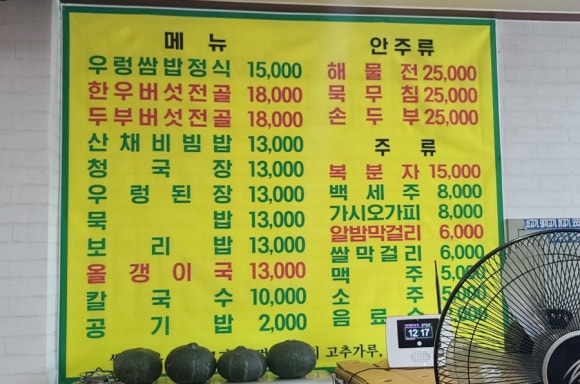 메뉴
우렁쌈밥정식 15,000
한우버섯전골 18,000
두부버섯전골 18,000
산채비빔밥 13,000
청국장 13,000
우렁된장 13,000
묵밥 13,000
보리밥 13,000
올갱이국 13,000
칼국수 10,000
공기밥 2,000
안주류
해물전 25,000
묵무침 25,000
손두부 25,000
주류
복분자 15,000
백세주 8,000
가시오가피 8,000
알밤막걸리 6,000
쌀막걸리 6,000
맥주 5,000
소주 5,000
음료
고추가루,
12:17